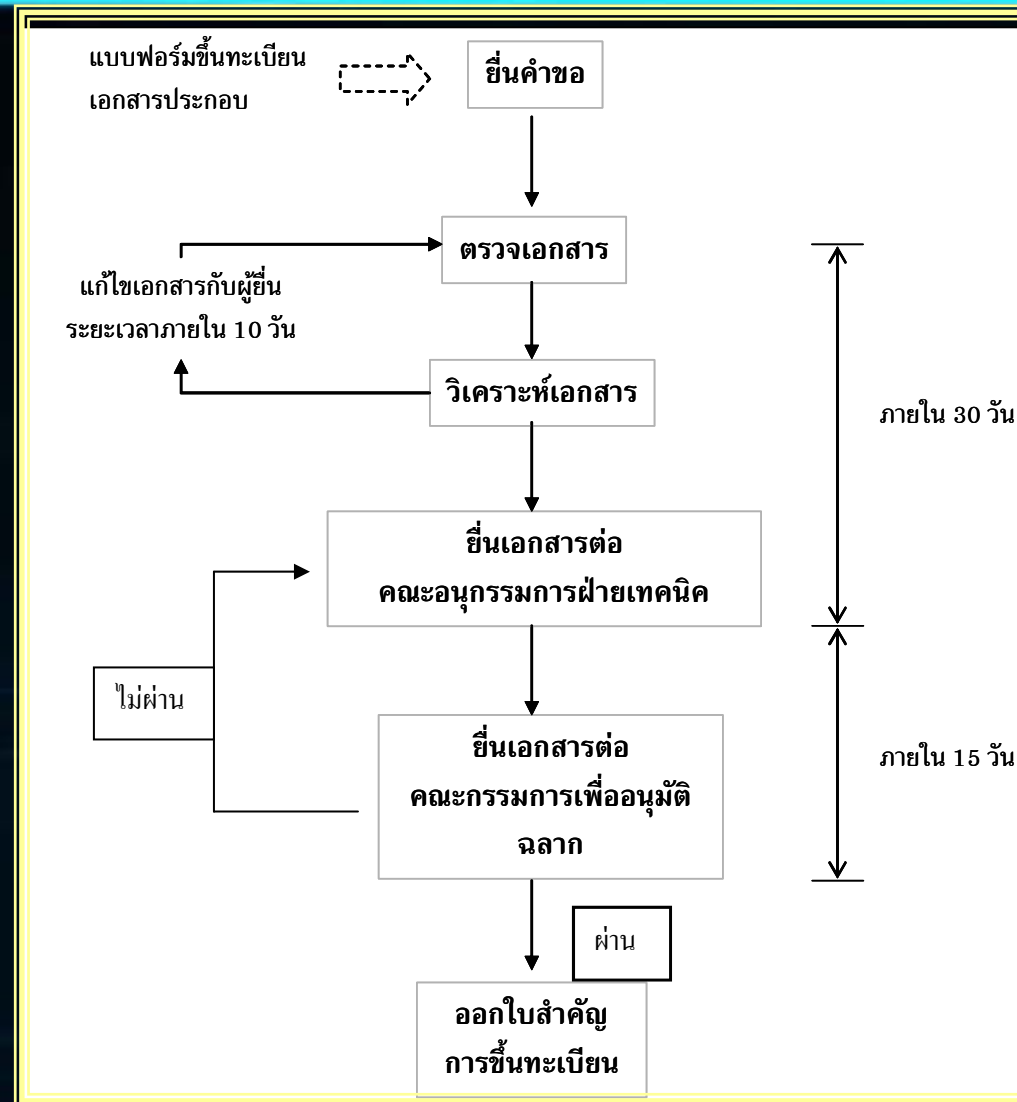 แบบฟอร์มขึ้นทะเบียน
เอกสารประกอบ
ยื่นคำขอ
ตรวจเอกสาร
แก้ไขเอกสารกับผู้ยื่น
ระยะเวลาภายใน 10 วัน
วิเคราะห์เอกสาร
ภายใน 30 วัน
ยื่นเอกสารต่อ
คณะอนุกรรมการฝ่ายเทคนิค
ไม่ผ่าน
ยื่นเอกสารต่อ
คณะกรรมการเพื่ออนุมัติ
ฉลาก
ภายใน 15 วัน
ผ่าน
ออกใบสำคัญ
การขึ้นทะเบียน